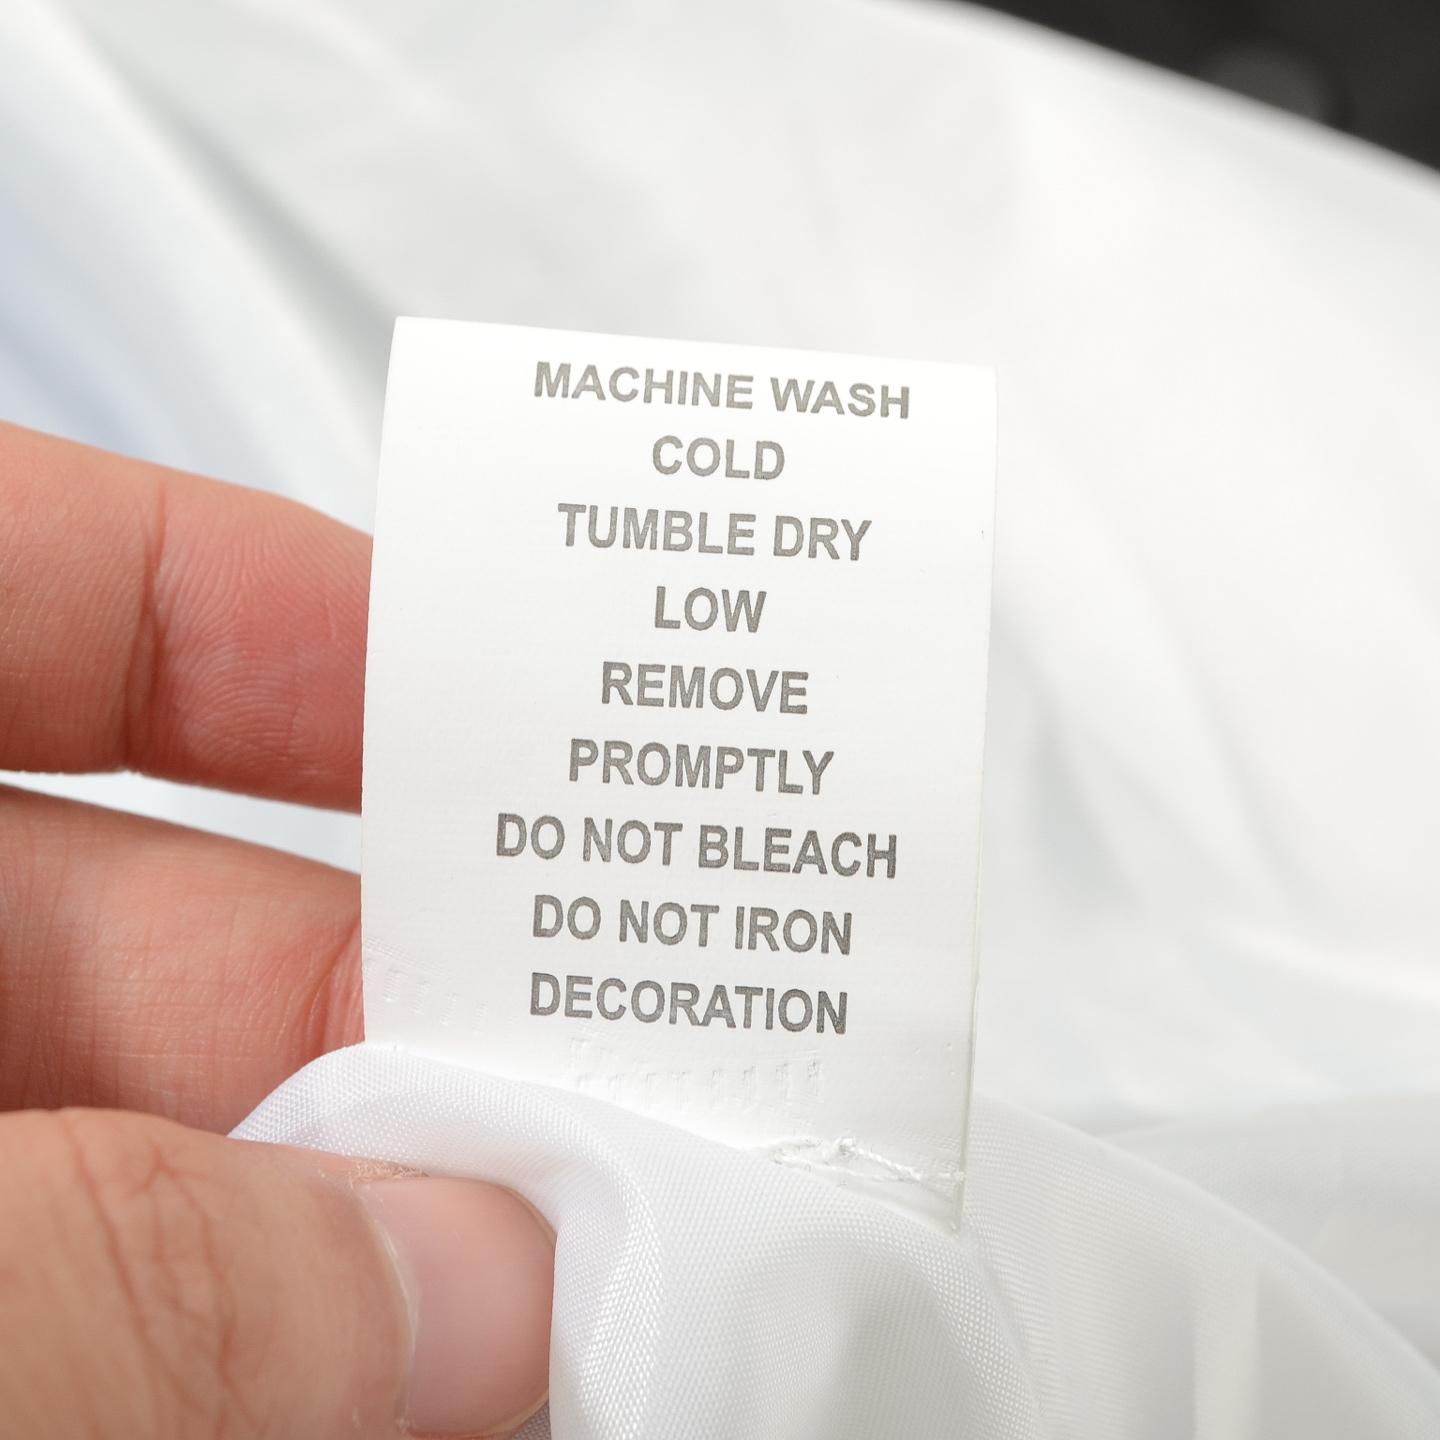 MACHINE WASH
COLD
TUMBLE DRY
LOW
REMOVE
PROMPTLY
DO NOT BLEACH
DO NOT IRON
DECORATION